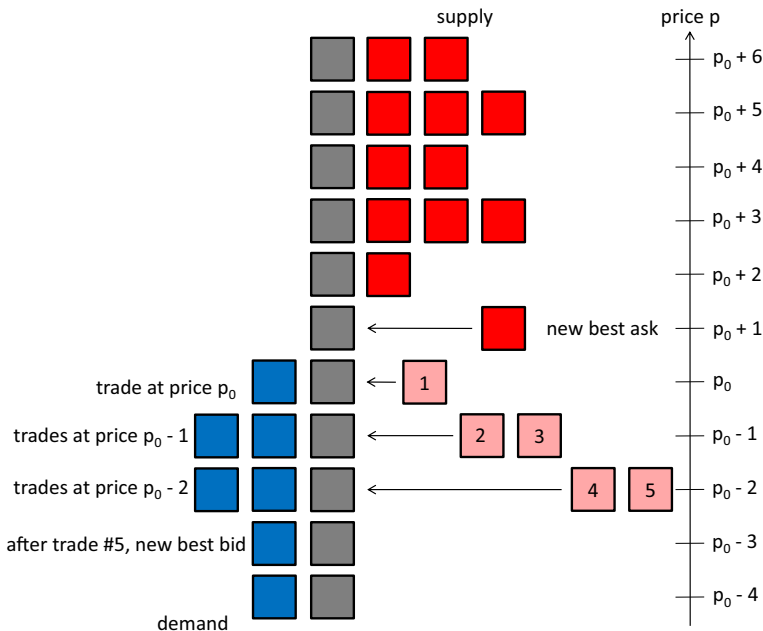 supply price p
p₀ + 6
p₀ + 5
p₀ + 4
p₀ + 3
p₀ + 2
new best ask p₀ + 1
trade at price p₀ 1 p₀
trades at price p₀ - 1 2 3 p₀ - 1
trades at price p₀ - 2 4 5 p₀ - 2
after trade #5, new best bid p₀ - 3
p₀ - 4
demand